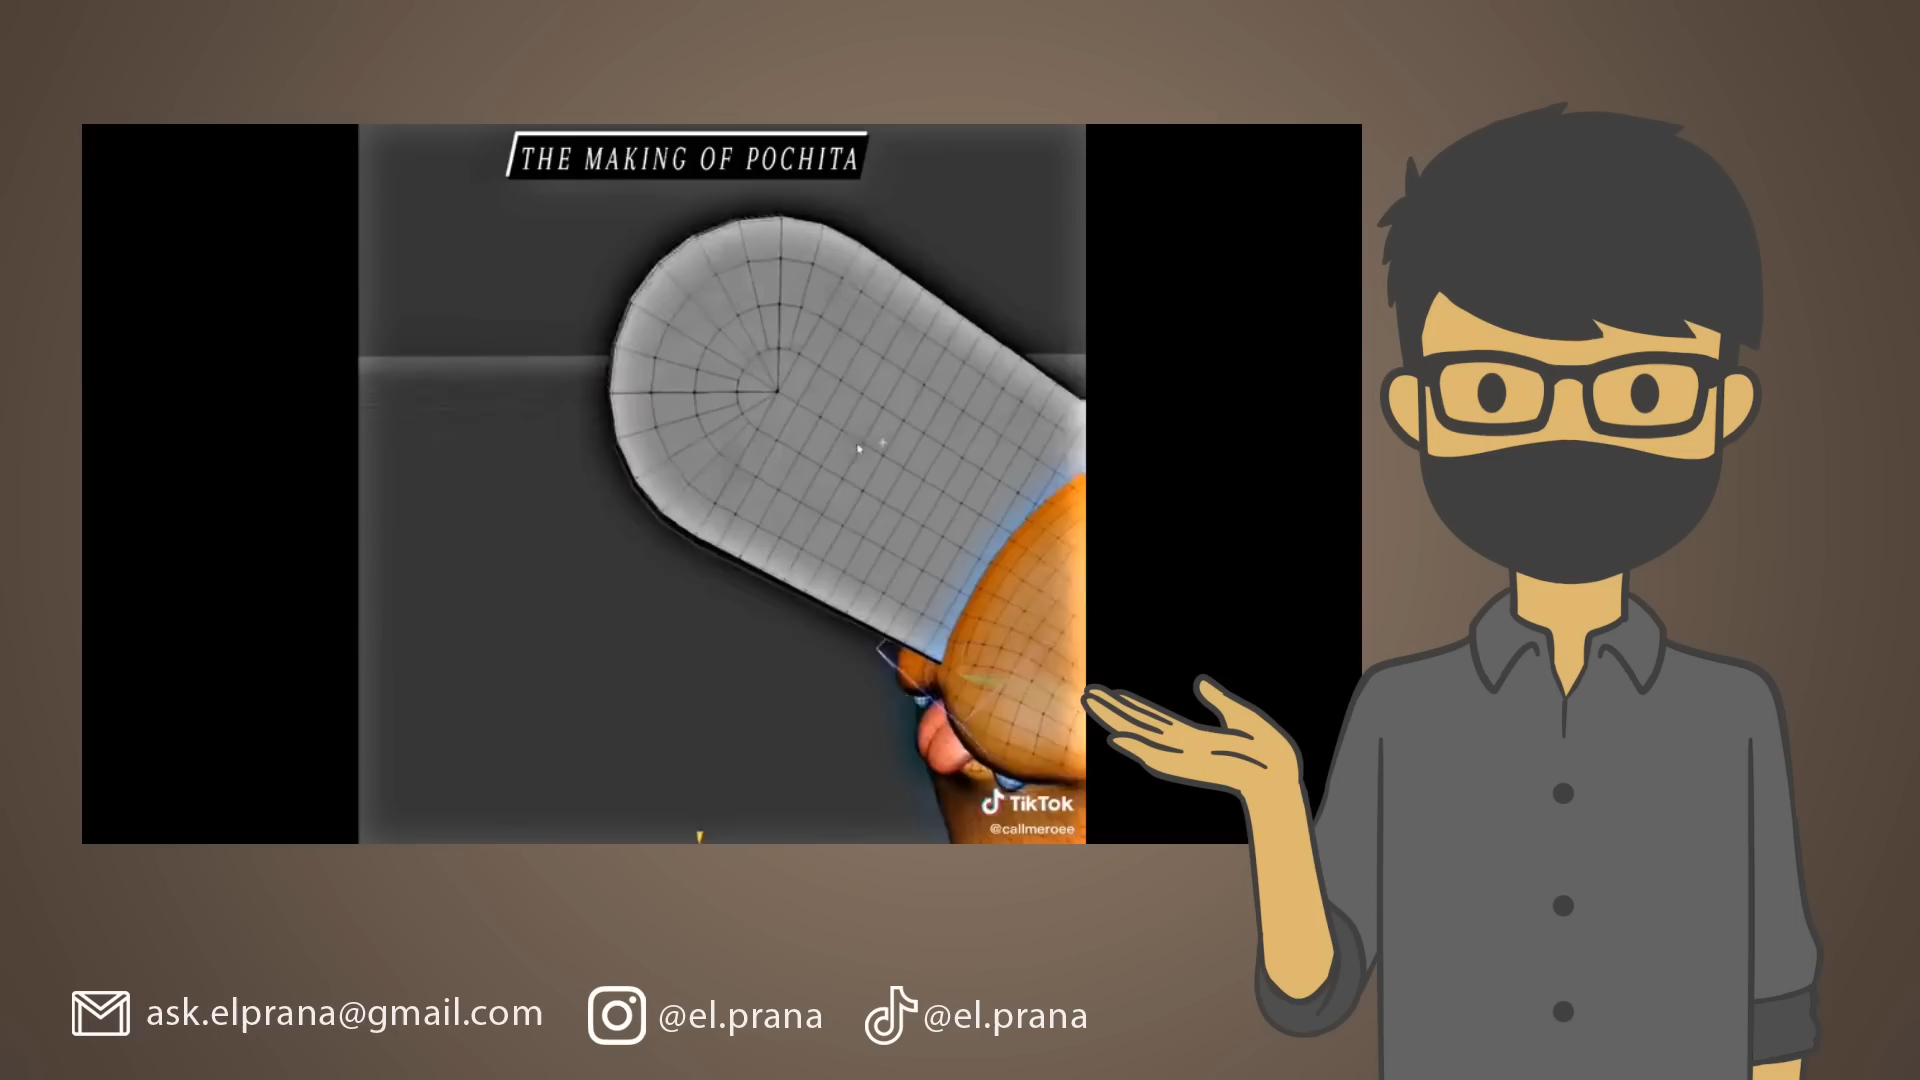 THE MAKING OF POCHITA
TikTok
@callmeroee
ask.elprana@gmail.com
@el.prana
@el.prana